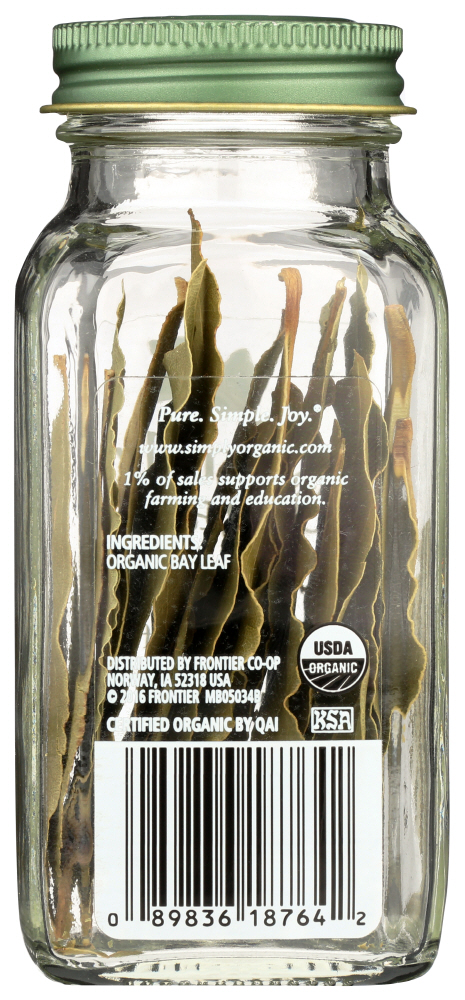 Pure. Simple. Joy.®
www.simplyorganic.com
1% of sales supports organic
farming and education.
INGREDIENTS:
ORGANIC BAY LEAF
DISTRIBUTED BY FRONTIER CO-OP
NORWAY, IA 52318 USA
© 2016 FRONTIER MB050348
CERTIFIED ORGANIC BY QAI
USDA
ORGANIC
KSA
0 89836 18764 2